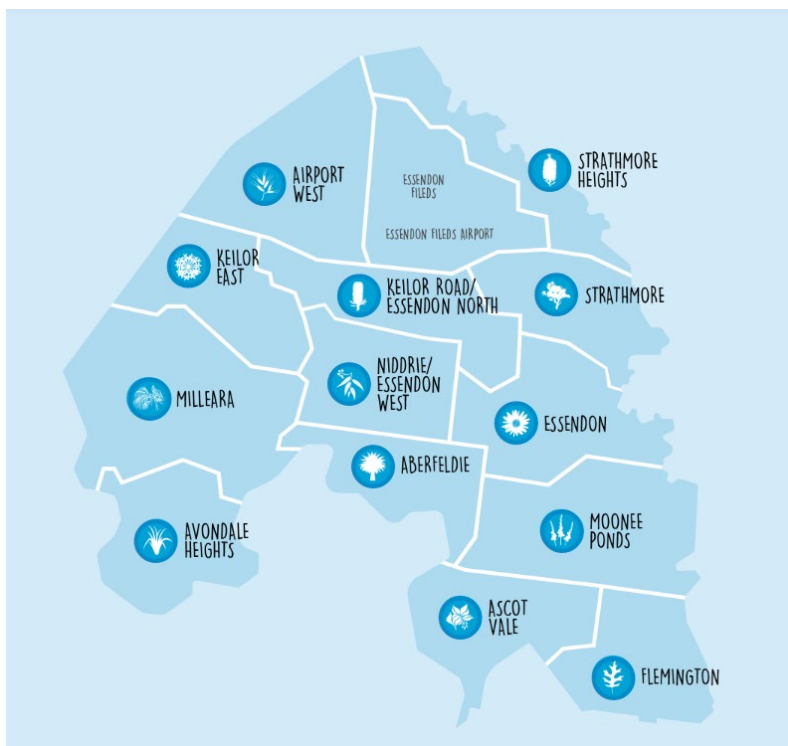 STRATHMORE
HEIGHTS
AIRPORT
WEST
ESSENDON
FILEDS
ESSENDON FILEDS AIRPORT
KEILOR
EAST
KEILOR ROAD/
ESSENDON NORTH
STRATHMORE
NIDDRIE/
ESSENDON
WEST
MILLEARA
ESSENDON
ABERFELDIE
AVONDALE
HEIGHTS
MOONEE
PONDS
ASCOT
VALE
FLEMINGTON